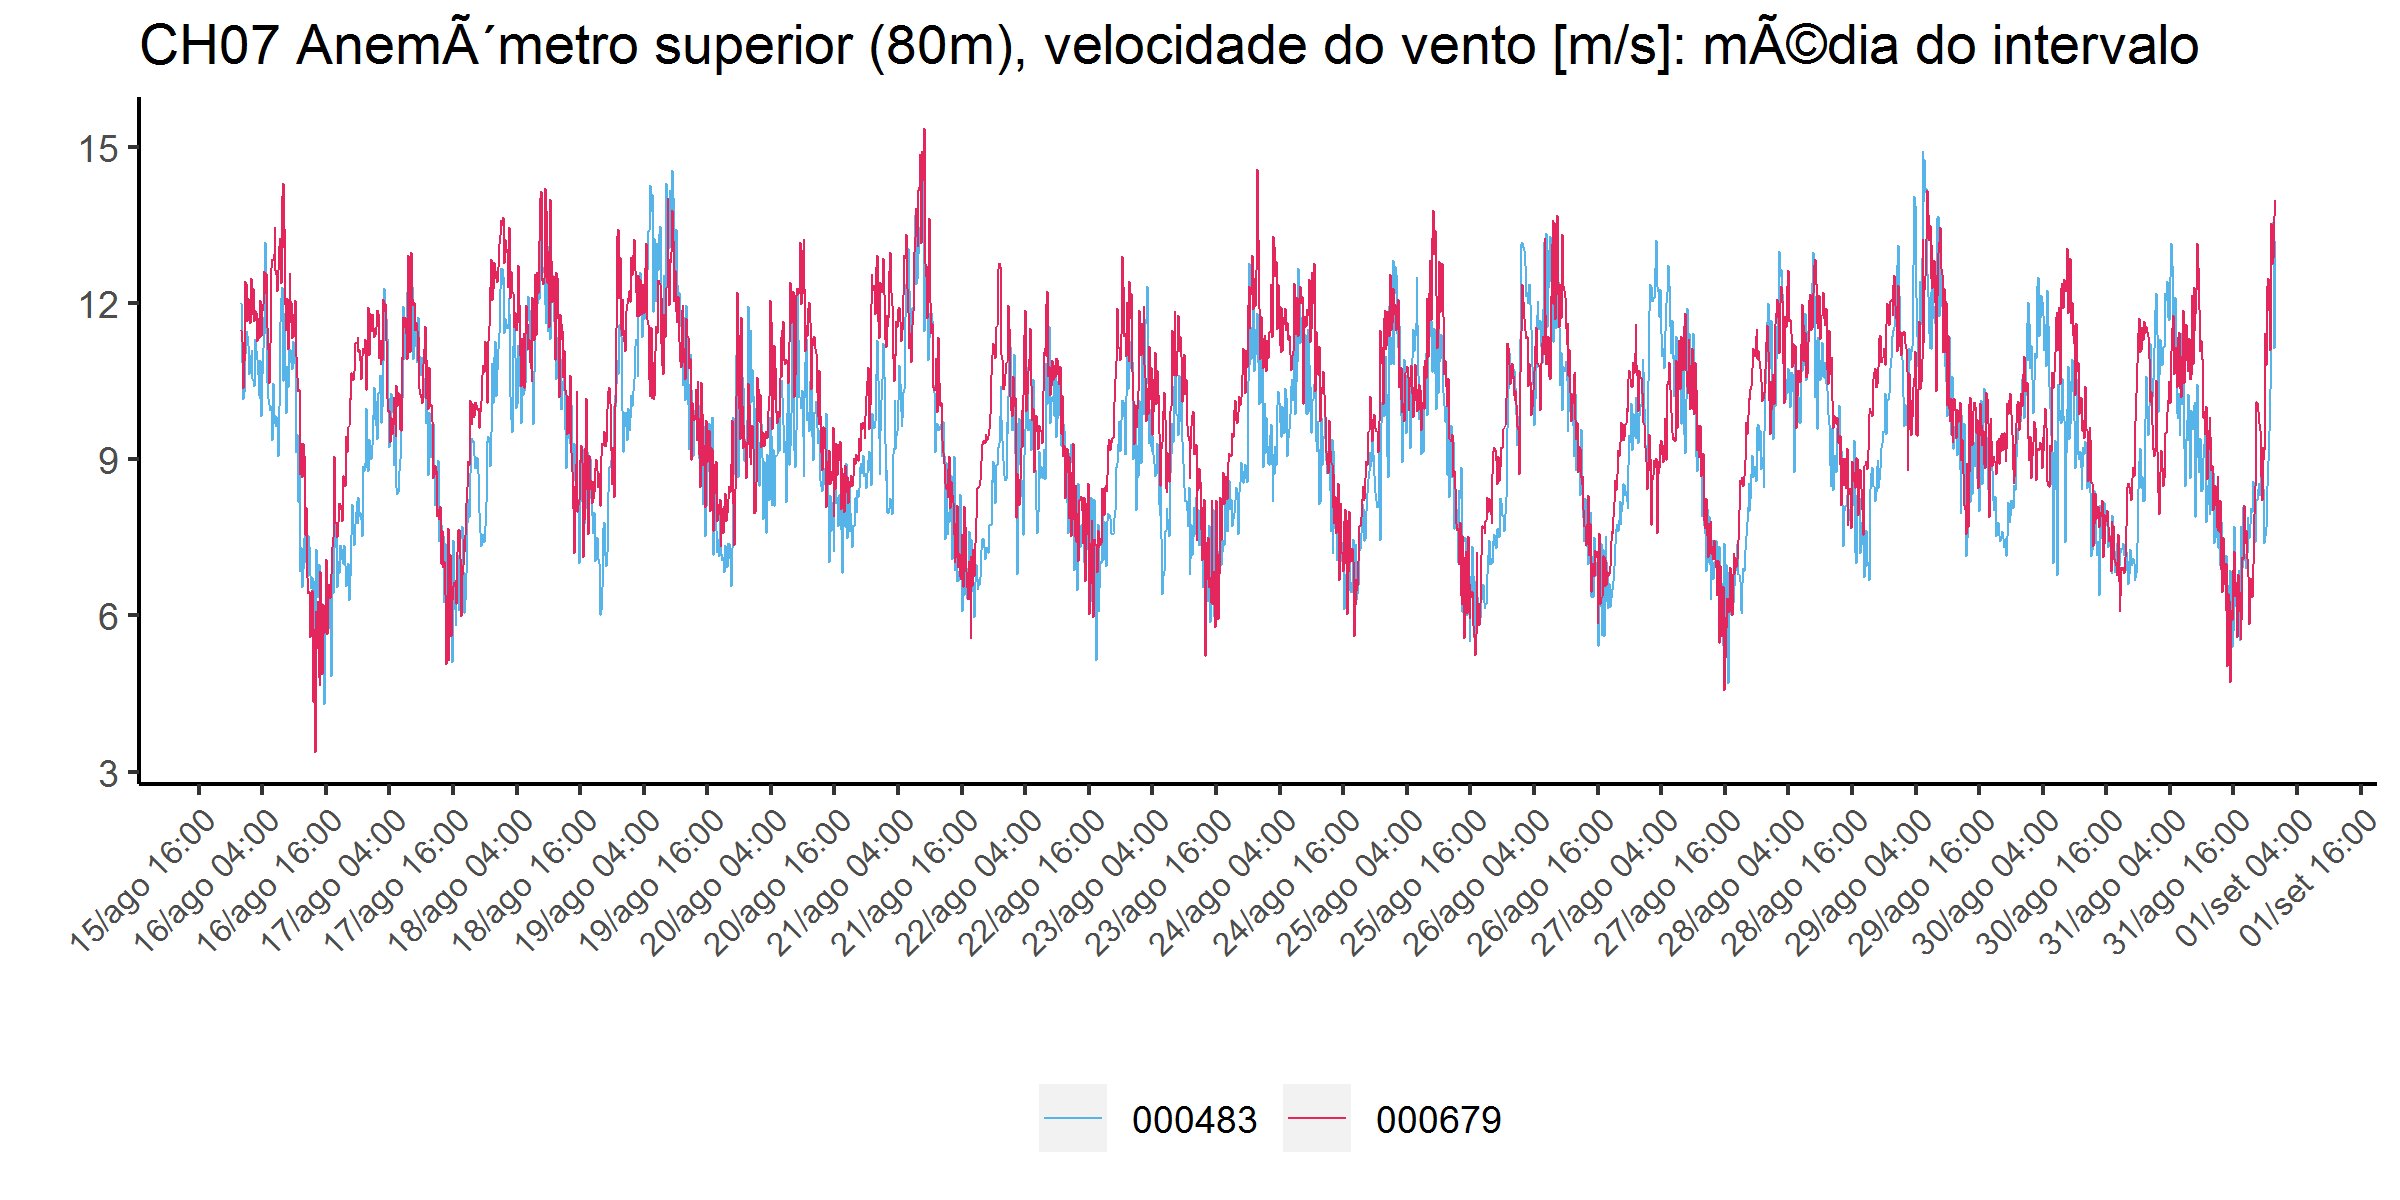 CH07 AnemÃ´metro superior (80m), velocidade do vento [m/s]: mÃ©dia do intervalo
15
12
9
6
3
15/ago 16:00
16/ago 04:00
16/ago 16:00
17/ago 04:00
17/ago 16:00
18/ago 04:00
18/ago 16:00
19/ago 04:00
19/ago 16:00
20/ago 04:00
20/ago 16:00
21/ago 04:00
21/ago 16:00
22/ago 04:00
22/ago 16:00
23/ago 04:00
23/ago 16:00
24/ago 04:00
24/ago 16:00
25/ago 04:00
25/ago 16:00
26/ago 04:00
26/ago 16:00
27/ago 04:00
27/ago 16:00
28/ago 04:00
28/ago 16:00
29/ago 04:00
29/ago 16:00
30/ago 04:00
30/ago 16:00
31/ago 04:00
31/ago 16:00
01/set 04:00
01/set 16:00
000483
000679